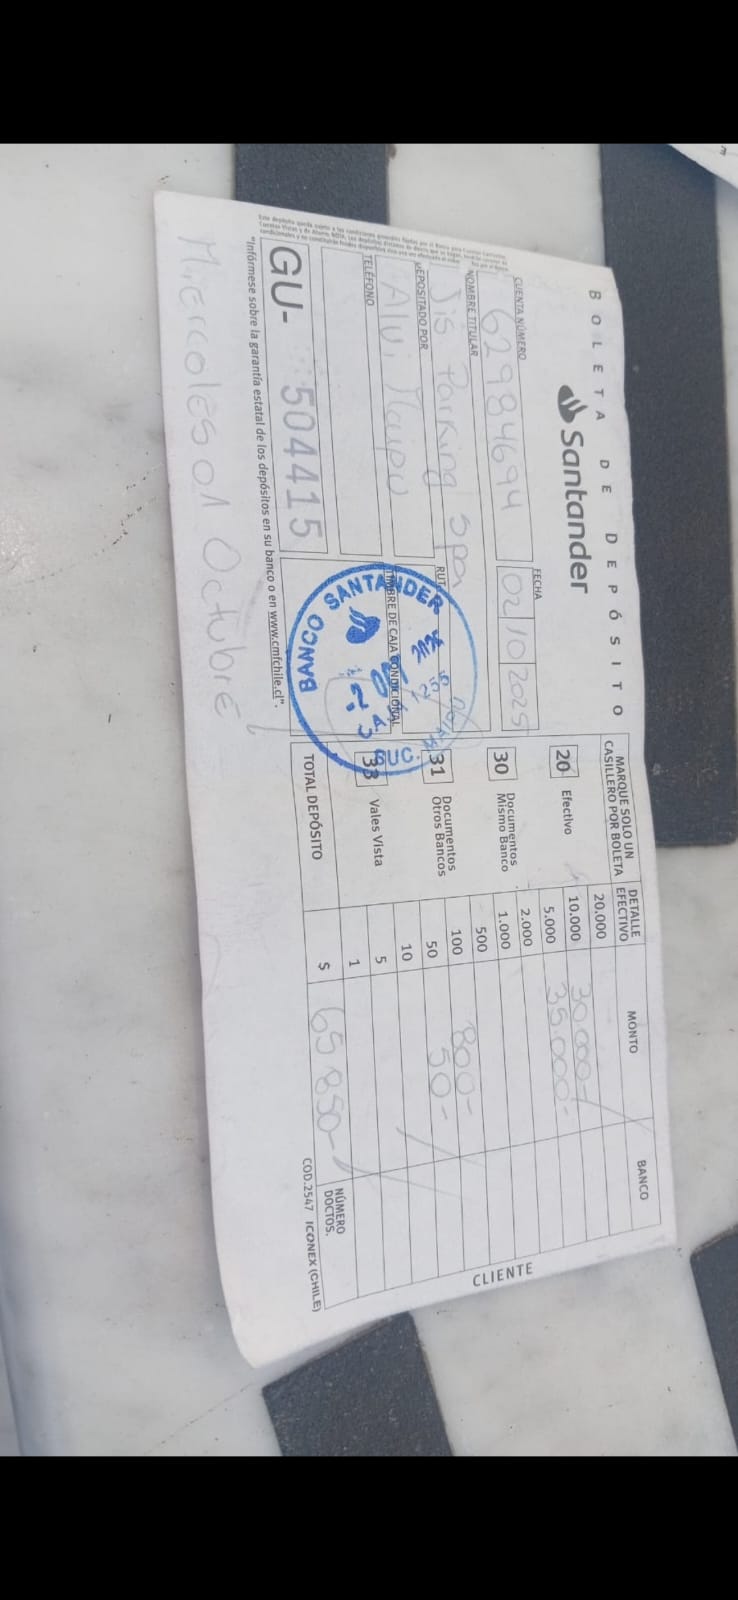 BOLETA DE DEPÓSITO
Santander
CUENTA NÚMERO
FECHA
62984694
02/10/2025
NOMBRE TITULAR
RUT
Jis Parking Spa
DEPOSITADO POR
TIMBRE DE CAJA CONDICIONAL
Alvi Maipu
TELÉFONO
BANCO SANTANDER
SUC. MAIPU
GU- 504415
"Infórmese sobre la garantía estatal de los depósitos en su banco o en www.cmfchile.cl".
Miercoles 01 Octubre
MARQUE SOLO UN
CASILLERO POR BOLETA
20 Efectivo
30 Documentos
Mismo Banco
31 Documentos
Otros Bancos
33 Vales Vista
TOTAL DEPÓSITO
DETALLE
EFECTIVO
MONTO
BANCO
20.000
10.000 30.000
5.000 35.000-
2.000
1.000
500
100 800-
50 50-
10
5
1
$ 65.850-
NÚMERO
DOCTOS.
COD.2547 ICONEX (CHILE)
CLIENTE